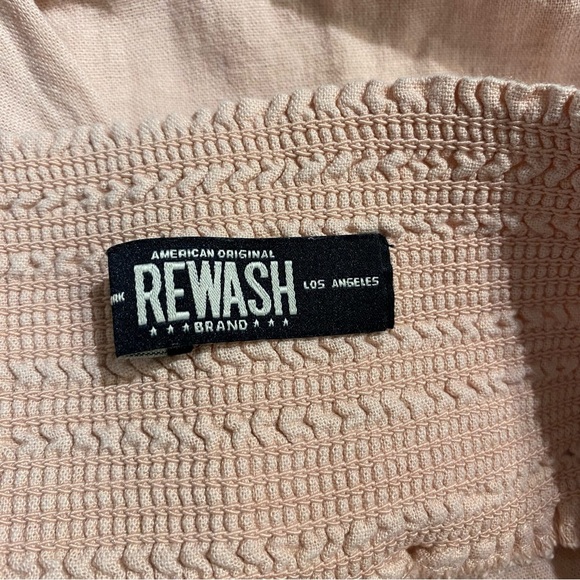 AMERICAN ORIGINAL
REWASH
LOS ANGELES
BRAND